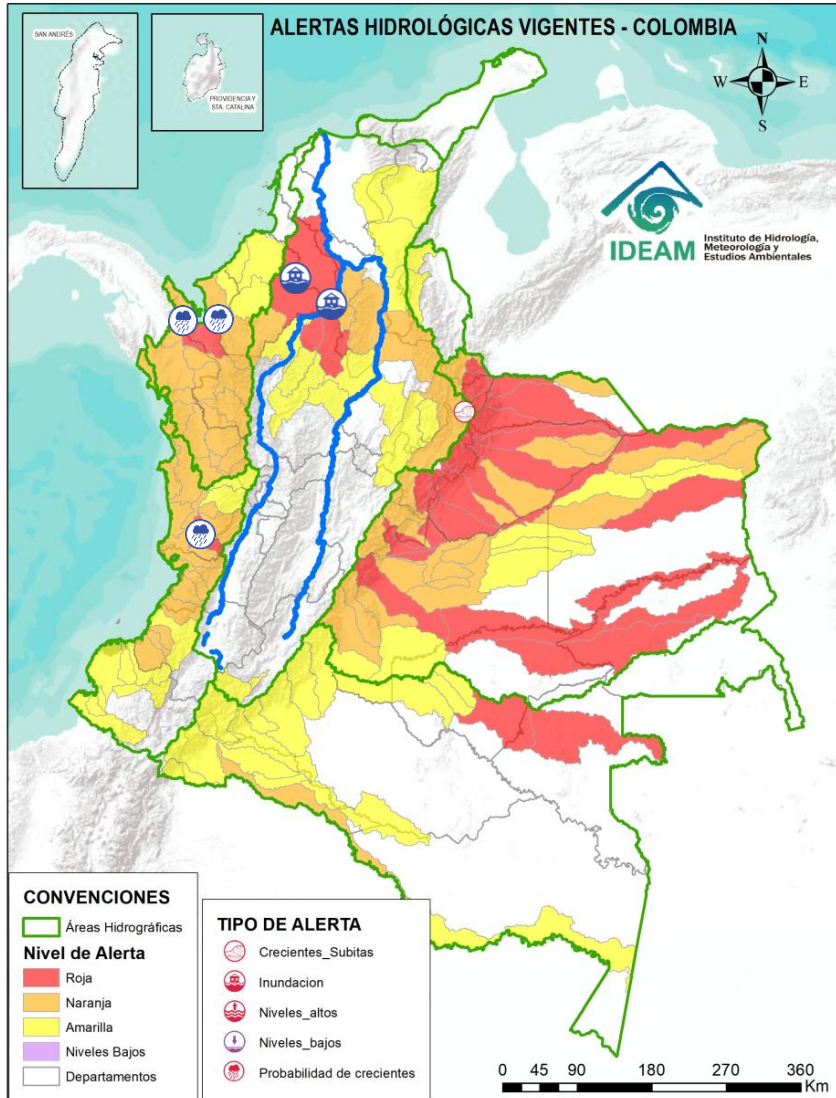 ALERTAS HIDROLÓGICAS VIGENTES - COLOMBIA
SAN ANDRÉS
PROVIDENCIA Y
STA. CATALINA
N
W
E
S
IDEAM
Instituto de Hidrología,
Meteorología y
Estudios Ambientales
CONVENCIONES
Áreas Hidrográficas
Nivel de Alerta
Roja
Naranja
Amarilla
Niveles Bajos
Departamentos
TIPO DE ALERTA
Crecientes_Subitas
Inundacion
Niveles_altos
Niveles_bajos
Probabilidad de crecientes
0 45 90 180 270 360
Km